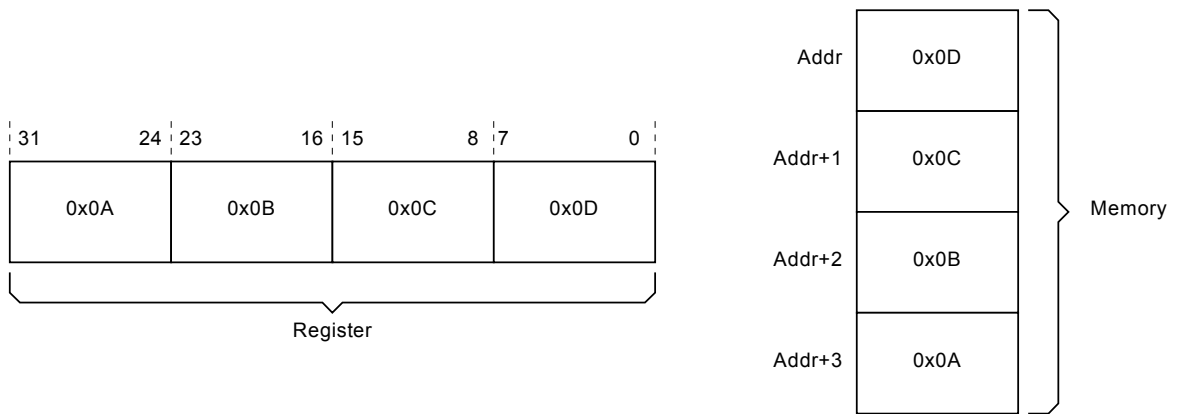 31 24 23 16 15 8 7 0
0x0A 0x0B 0x0C 0x0D
Register
Addr 0x0D
Addr+1 0x0C
Addr+2 0x0B
Addr+3 0x0A
Memory